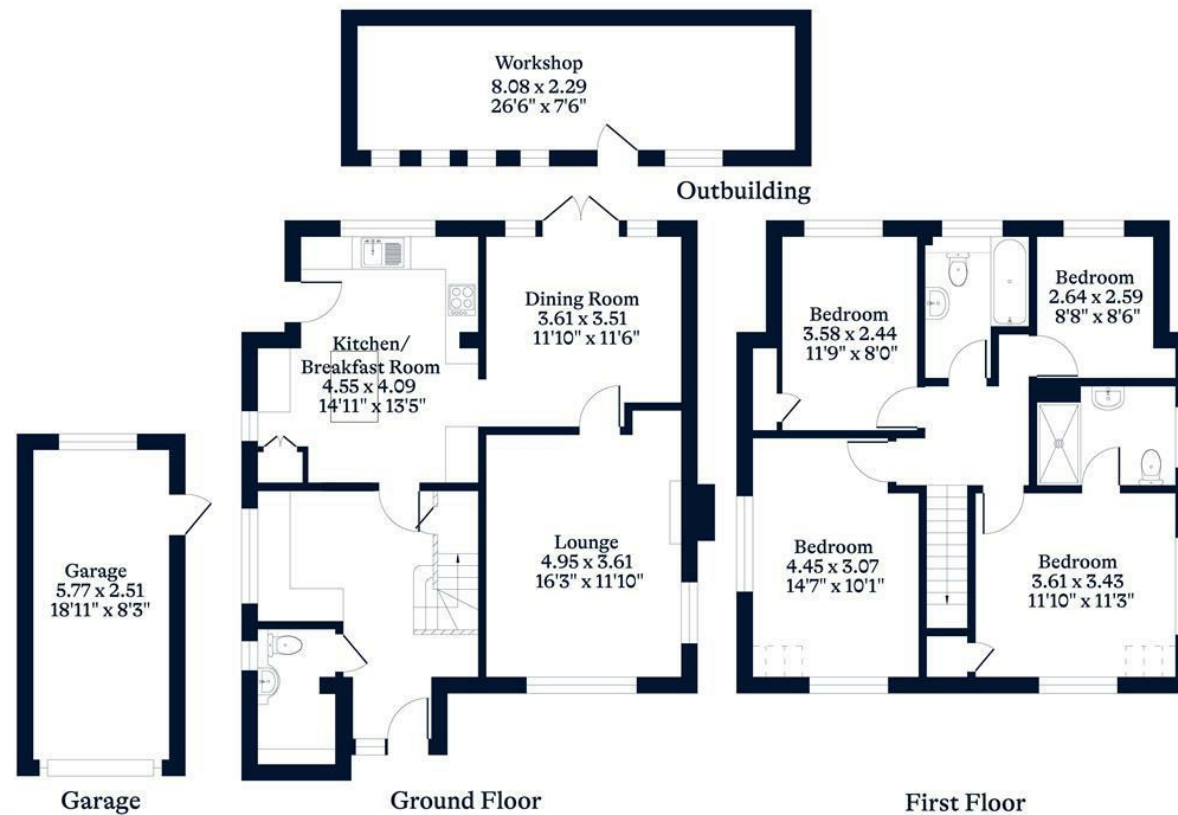 Workshop
8.08 x 2.29
26'6" x 7'6"
Outbuilding
Kitchen/
Breakfast Room
4.55 x 4.09
14'11" x 13'5"
Dining Room
3.61 x 3.51
11'10" x 11'6"
Lounge
4.95 x 3.61
16'3" x 11'10"
Garage
5.77 x 2.51
18'11" x 8'3"
Bedroom
3.58 x 2.44
11'9" x 8'0"
Bedroom
2.64 x 2.59
8'8" x 8'6"
Bedroom
4.45 x 3.07
14'7" x 10'1"
Bedroom
3.61 x 3.43
11'10" x 11'3"
Garage
Ground Floor
First Floor